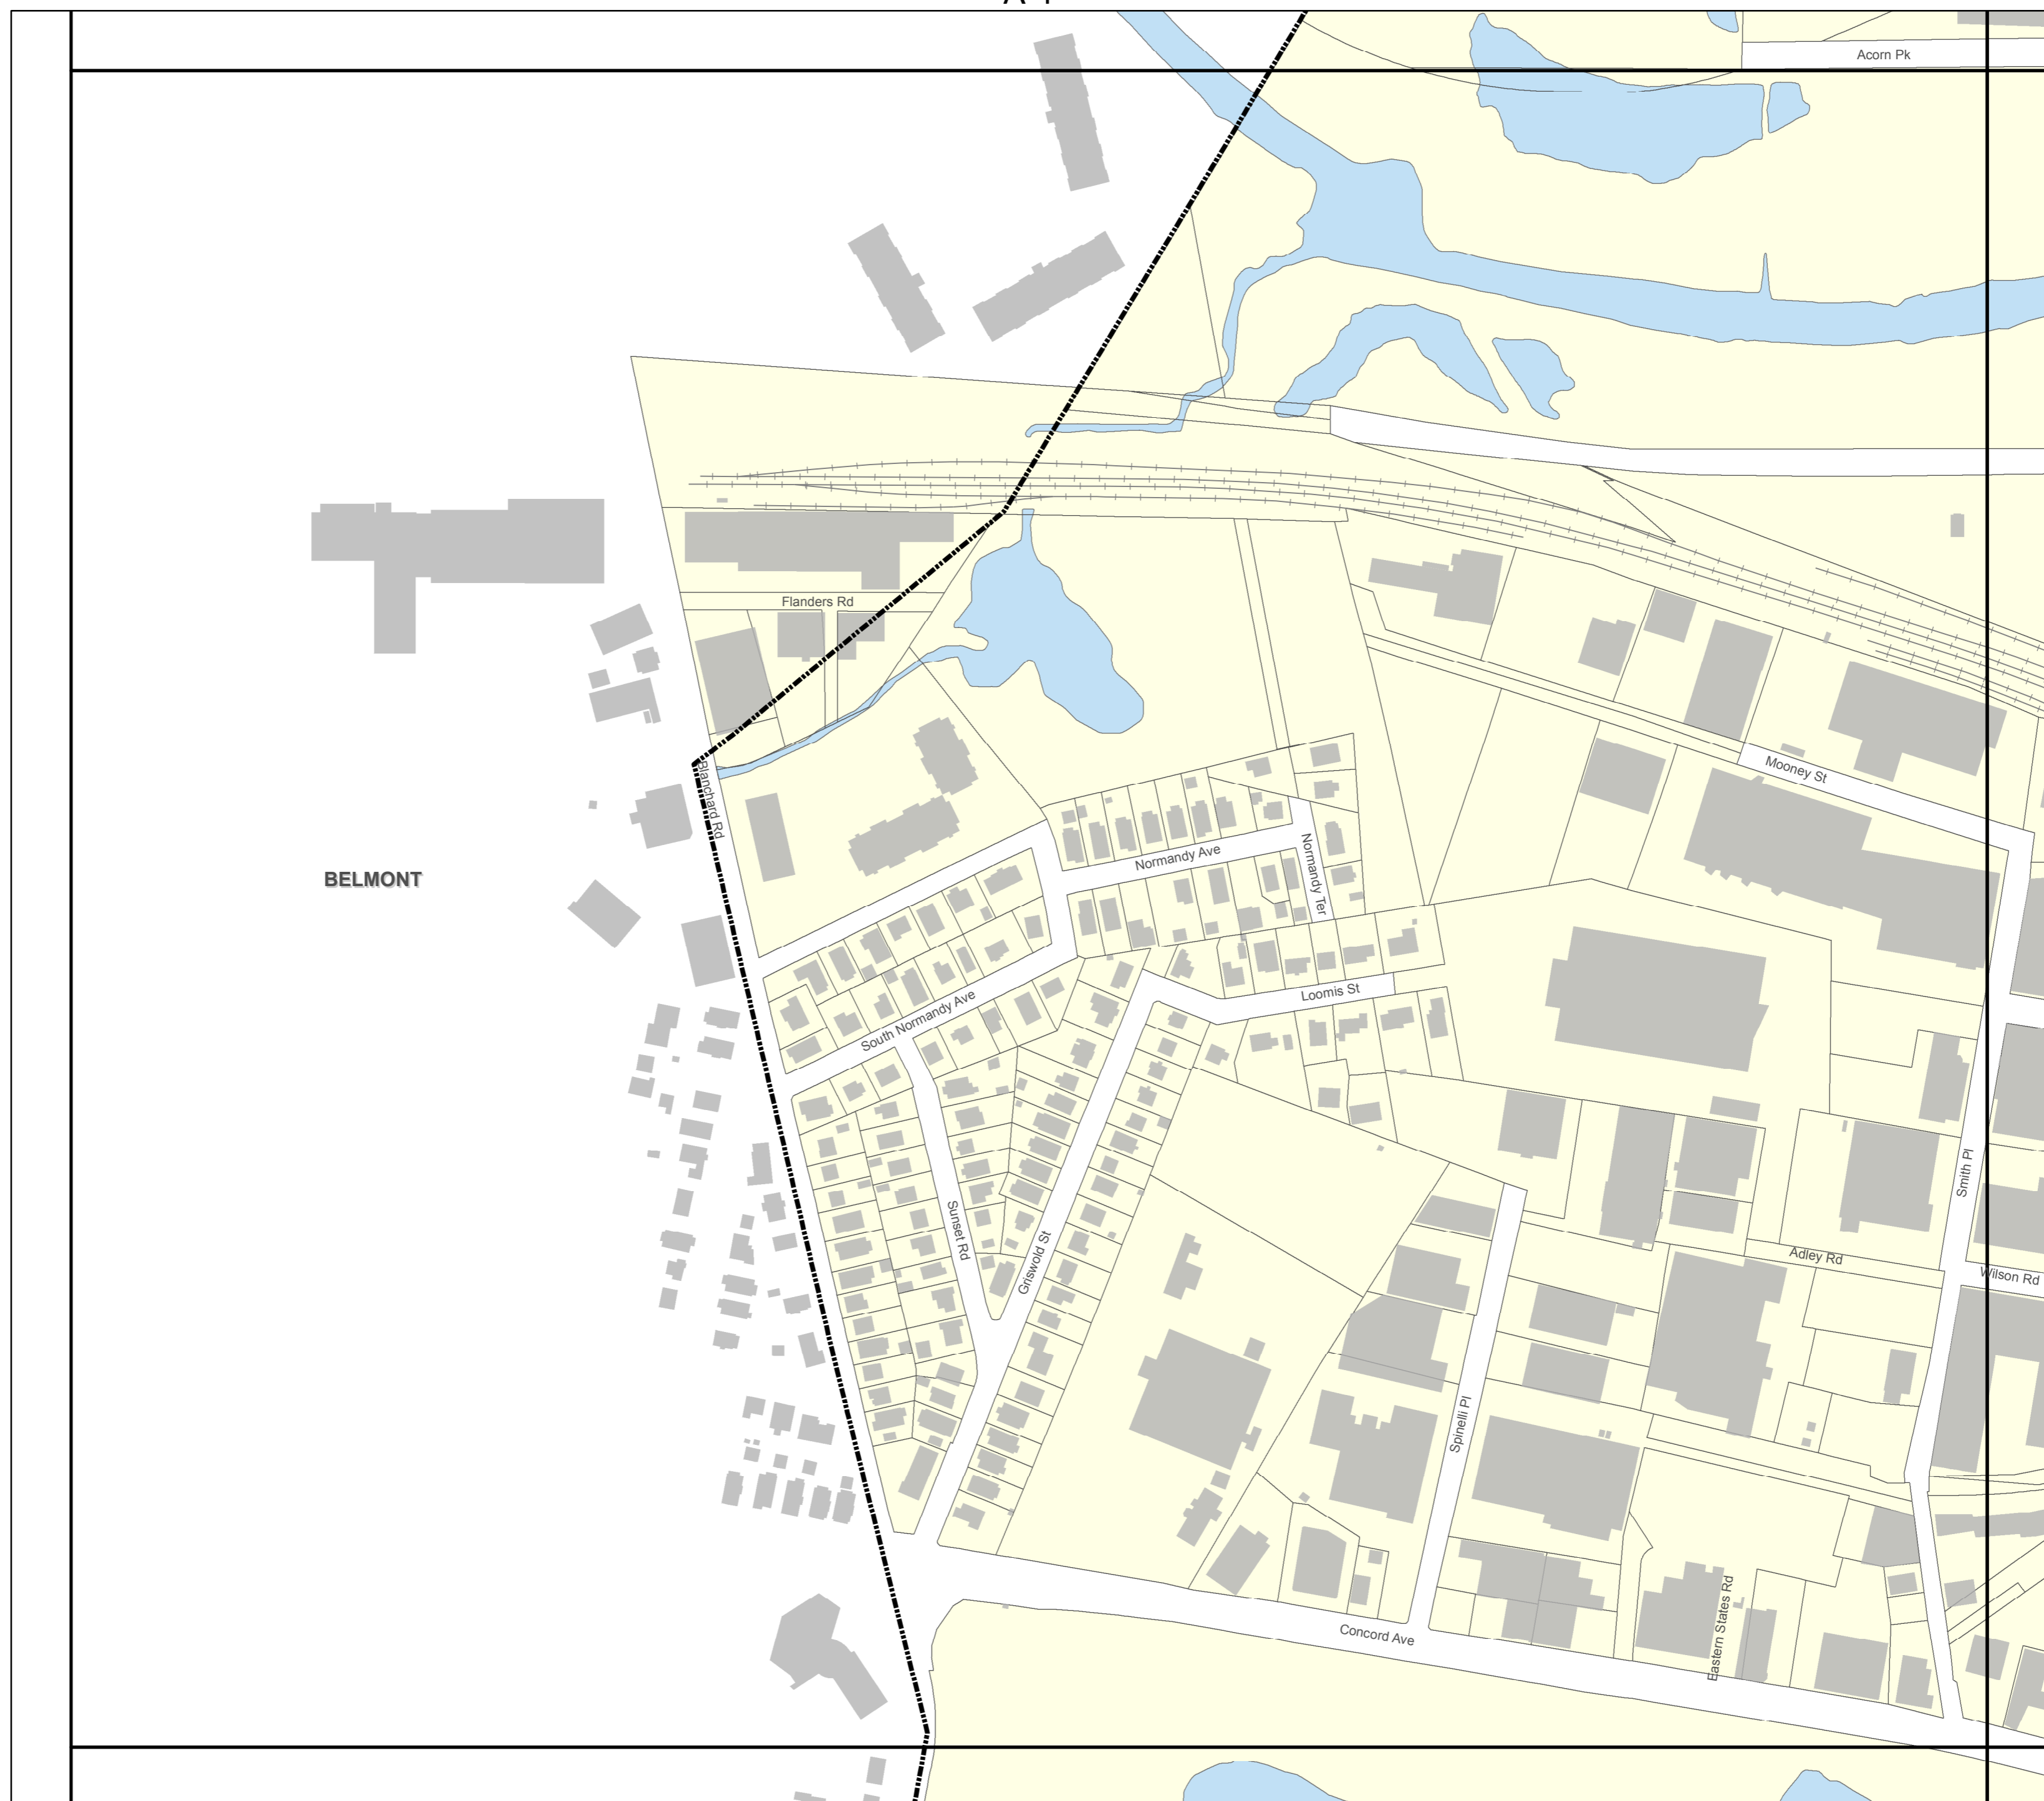 Acorn Pk
Flanders Rd
Blanchard Rd
Mooney St
BELMONT
Normandy Ave
Normandy Ter
Loomis St
South Normandy Ave
Smith Pl
Sunset Rd
Griswold St
Adley Rd
Wilson Rd
Spinelli Pl
Eastern States Rd
Concord Ave